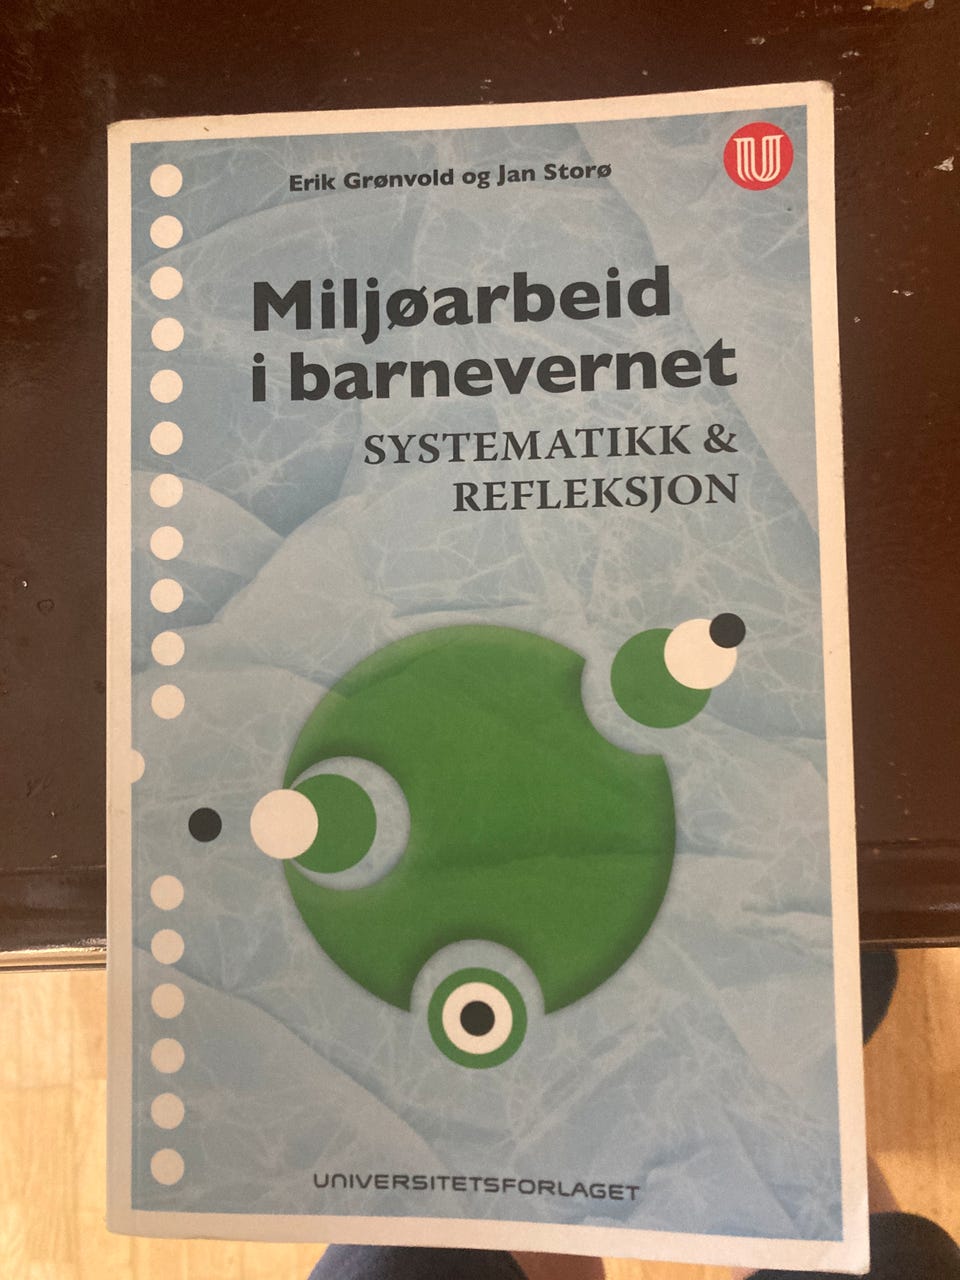 Erik Grønvold og Jan Storø
U
Miljøarbeid
i barnevernet
SYSTEMATIKK &
REFLEKSJON
UNIVERSITETSFORLAGET